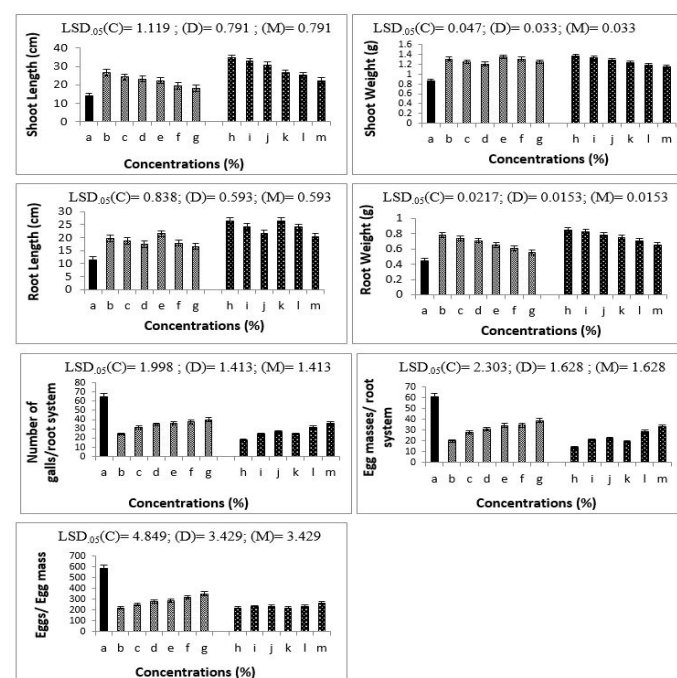 LSD.05(C)= 1.119 ; (D)= 0.791 ; (M)= 0.791
Shoot Length (cm)
40
30
20
10
0
a b c d e f g h i j k l m
Concentrations (%)
LSD.05(C)= 0.047; (D)= 0.033; (M)= 0.033
Shoot Weight (g)
1.6
1.4
1.2
1
0.8
0.6
0.4
0.2
0
a b c d e f g h i j k l m
Concentrations (%)
LSD.05(C)= 0.838; (D)= 0.593; (M)= 0.593
Root Length (cm)
30
25
20
15
10
5
0
a b c d e f g h i j k l m
Concentrations (%)
LSD.05(C)= 0.0217; (D)= 0.0153; (M)= 0.0153
Root Weight (g)
1
0.8
0.6
0.4
0.2
0
a b c d e f g h i j k l m
Concentrations (%)
LSD.05(C)= 1.998 ; (D)= 1.413; (M)= 1.413
Number of
galls/root system
80
70
60
50
40
30
20
10
0
a b c d e f g h i j k l m
Concentrations (%)
LSD.05(C)= 2.303; (D)= 1.628 ; (M)= 1.628
Egg masses/ root
system
70
60
50
40
30
20
10
0
a b c d e f g h i j k l m
Concentrations (%)
LSD.05(C)= 4.849; (D)= 3.429; (M)= 3.429
Eggs/ Egg mass
700
600
500
400
300
200
100
0
a b c d e f g h i j k l m
Concentrations (%)